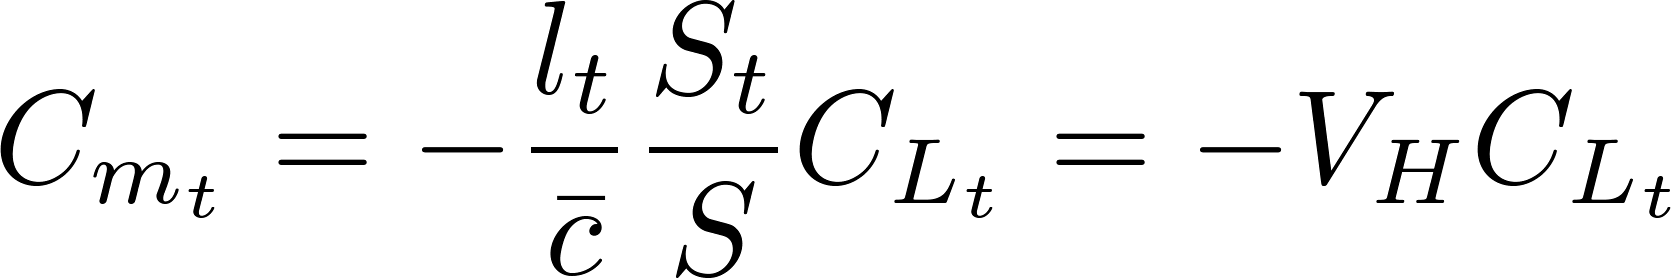 $C_{m_t} = -\frac{l_t}{\bar{c}} \frac{S_t}{S} C_{L_t} = -V_H C_{L_t}$